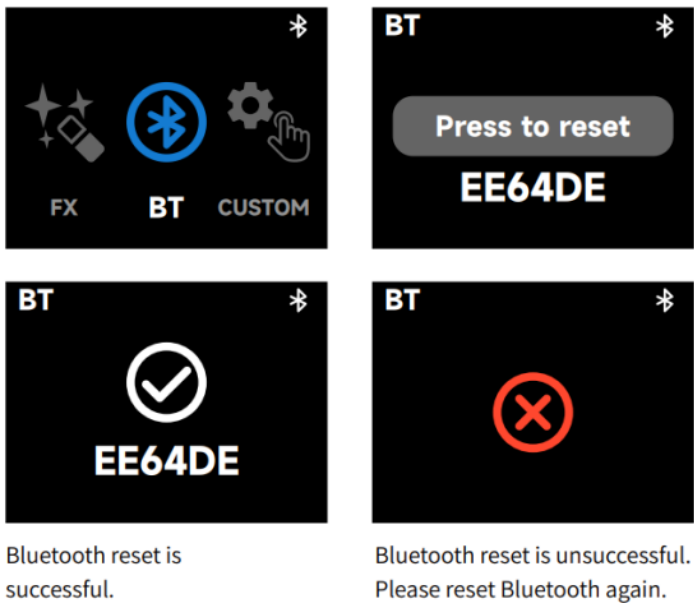 FX
BT
CUSTOM
BT
Press to reset
EE64DE
BT
EE64DE
BT
Bluetooth reset is
successful.
Bluetooth reset is unsuccessful.
Please reset Bluetooth again.